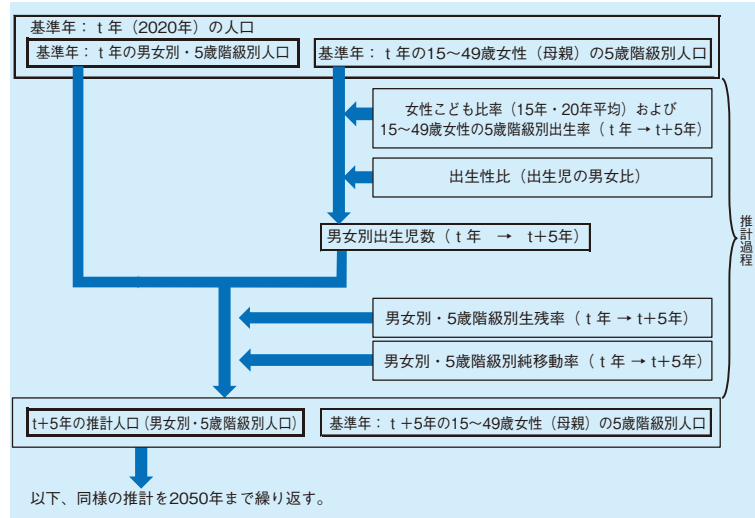 基準年：ｔ年（2020年）の人口
基準年：ｔ年の男女別・5歳階級別人口
基準年：ｔ年の15～49歳女性（母親）の5歳階級別人口
女性こども比率（15年・20年平均）および
15～49歳女性の5歳階級別出生率（ｔ年 → t+5年）
出生性比（出生児の男女比）
男女別出生児数（ｔ年　→　t+5年）
推計過程
男女別・5歳階級別生残率（ｔ年 → t+5年）
男女別・5歳階級別純移動率（ｔ年 → t+5年）
t+5年の推計人口（男女別・5歳階級別人口）
基準年：ｔ+5年の15～49歳女性（母親）の5歳階級別人口
以下、同様の推計を2050年まで繰り返す。